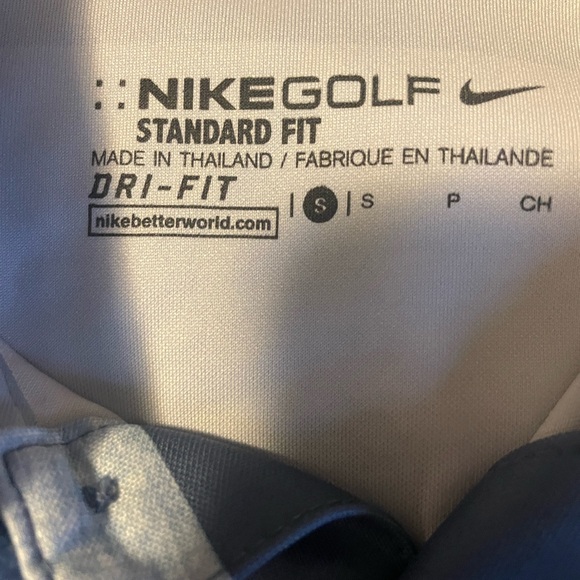 NIKEGOLF
STANDARD FIT
MADE IN THAILAND / FABRIQUE EN THAILANDE
DRI-FIT
nikebetterworld.com | S | S P CH